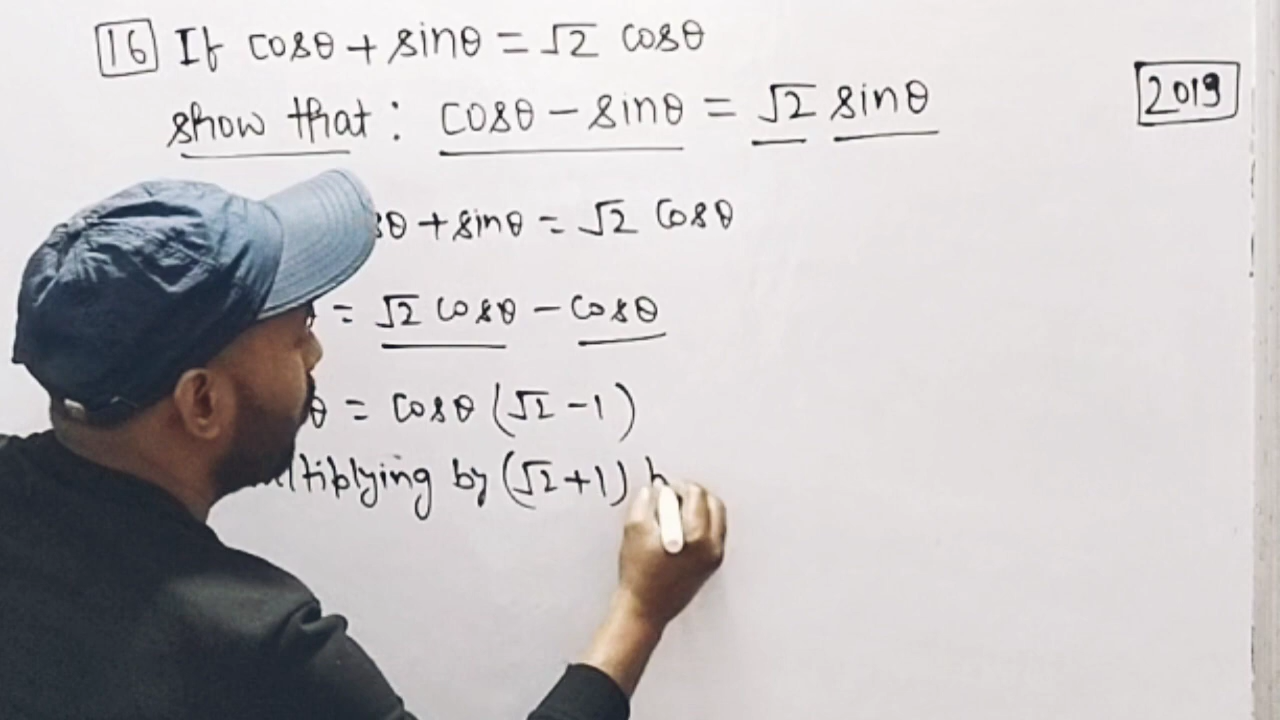 16 If cosθ + sinθ = √2 cosθ
show that : cosθ - sinθ = √2 sinθ
2019
θ + sinθ = √2 cosθ
= √2 cosθ - cosθ
θ = cosθ (√2 - 1)
multiplying by (√2 + 1)